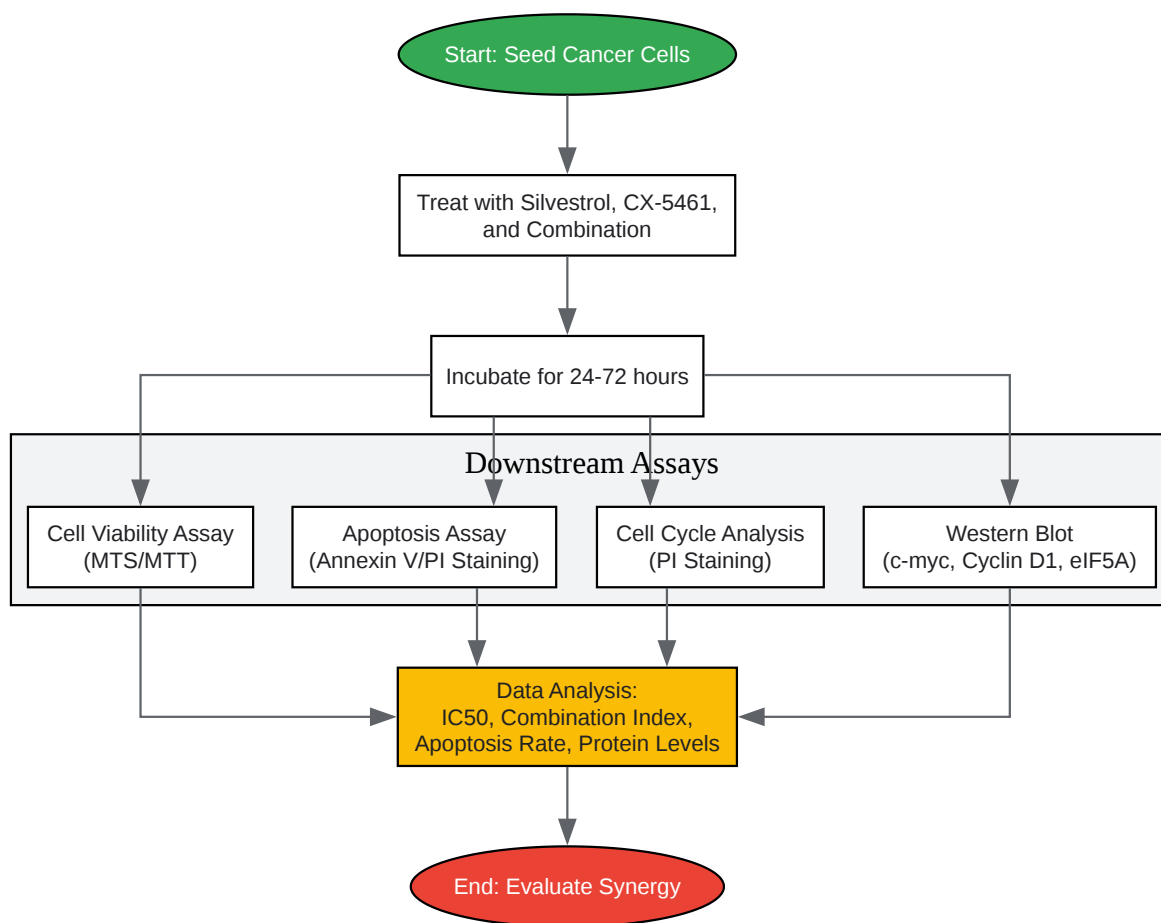 Start: Seed Cancer Cells
Treat with Silvestrol, CX-5461,
and Combination
Incubate for 24-72 hours
Downstream Assays
Cell Viability Assay
(MTS/MTT)
Apoptosis Assay
(Annexin V/PI Staining)
Cell Cycle Analysis
(PI Staining)
Western Blot
(c-myc, Cyclin D1, eIF5A)
Data Analysis:
IC50, Combination Index,
Apoptosis Rate, Protein Levels
End: Evaluate Synergy